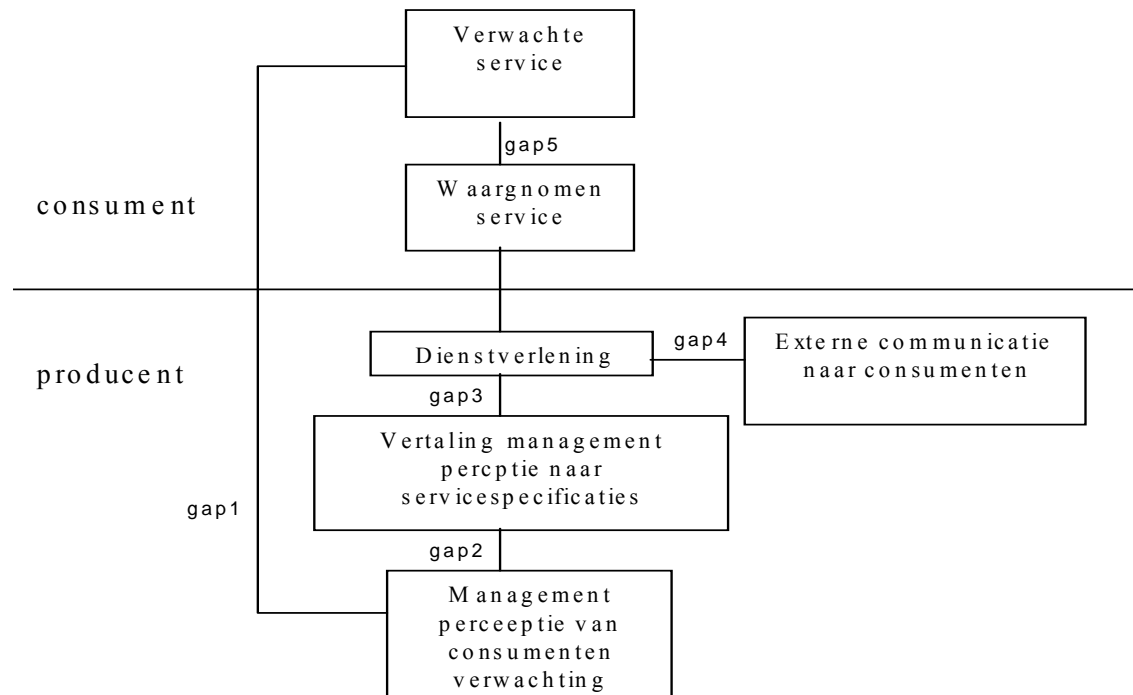 Verwachte
service
gap5
Waargnomen
service
consument
Dienstverlening
gap4
Externe communicatie
naar consumenten
producent
gap3
Vertaling management
percptie naar
servicespecificaties
gap1
gap2
Management
perceeptie van
consumenten
verwachting